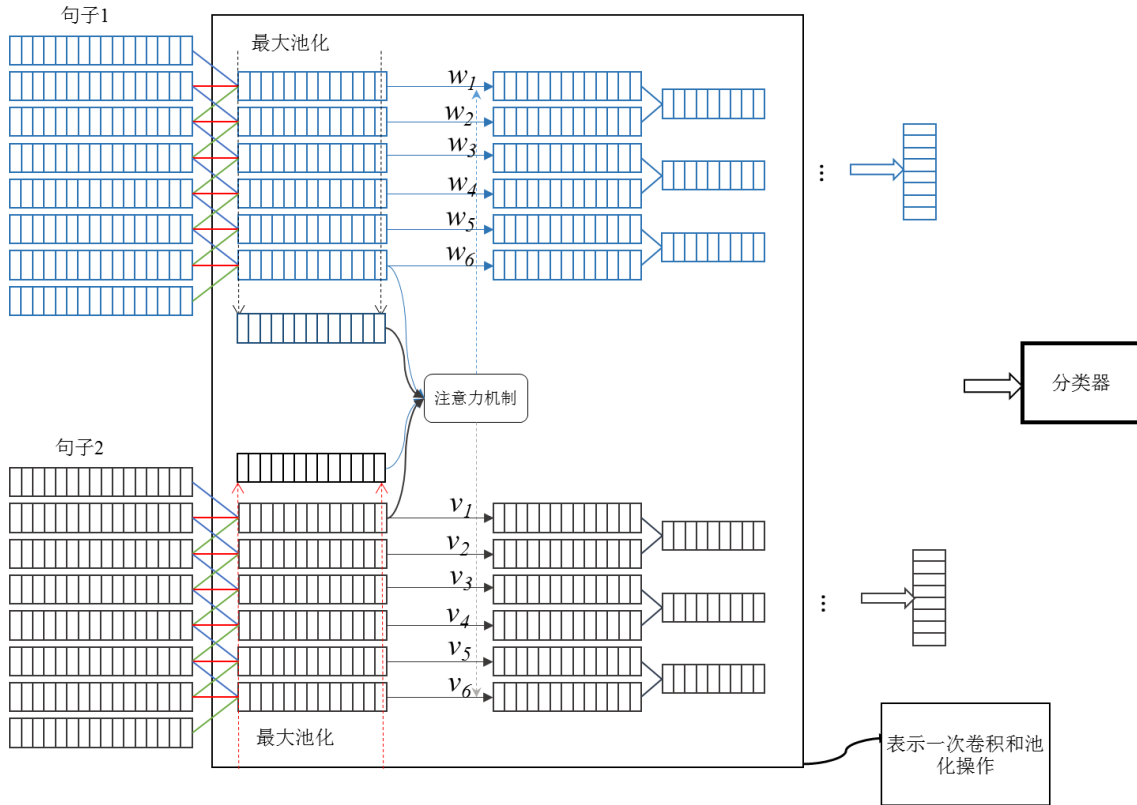 句子1
最大池化
w1
w2
w3
w4
w5
w6
...
注意力机制
分类器
句子2
v1
v2
v3
v4
v5
v6
...
最大池化
表示一次卷积和池
化操作